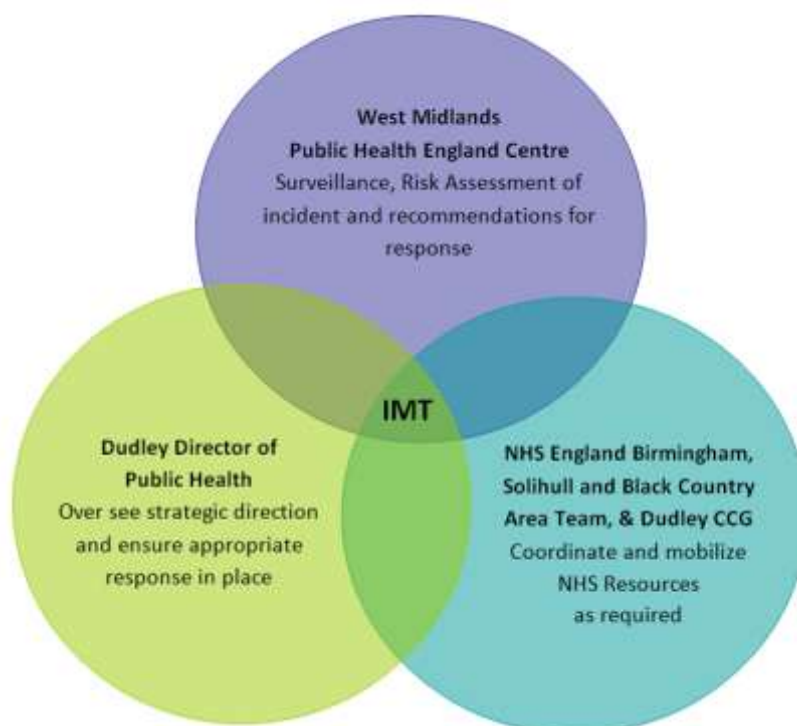 West Midlands
Public Health England Centre
Surveillance, Risk Assessment of
incident and recommendations for
response
IMT
Dudley Director of
Public Health
Over see strategic direction
and ensure appropriate
response in place
NHS England Birmingham,
Solihull and Black Country
Area Team, & Dudley CCG
Coordinate and mobilize
NHS Resources
as required